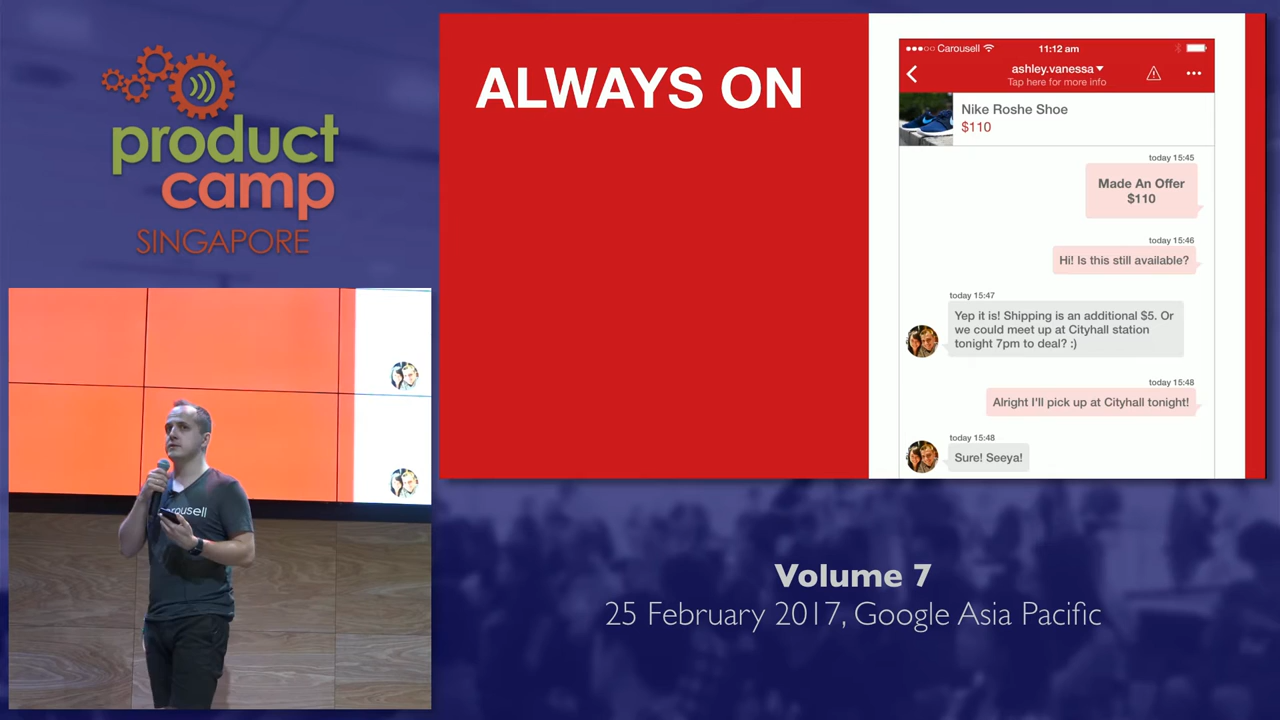 product
camp
SINGAPORE
ALWAYS ON
Carousell
11:12 am
ashley.vanessa
Tap here for more info
Nike Roshe Shoe
$110
today 15:45
Made An Offer
$110
today 15:46
Hi! Is this still available?
today 15:47
Yep it is! Shipping is an additional $5. Or
we could meet up at Cityhall station
tonight 7pm to deal? :)
today 15:48
Alright I'll pick up at Cityhall tonight!
today 15:48
Sure! Seeya!
carousell
Volume 7
25 February 2017, Google Asia Pacific